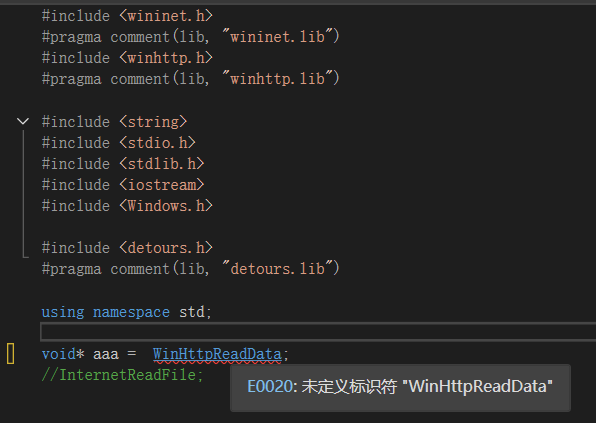 #include <wininet.h>
#pragma comment(lib, "wininet.lib")
#include <winhttp.h>
#pragma comment(lib, "winhttp.lib")
#include <string>
#include <stdio.h>
#include <stdlib.h>
#include <iostream>
#include <Windows.h>
#include <detours.h>
#pragma comment(lib, "detours.lib")
using namespace std;
void* aaa =  WinHttpReadData;
//InternetReadFile;
E0020: 未定义标识符 "WinHttpReadData"